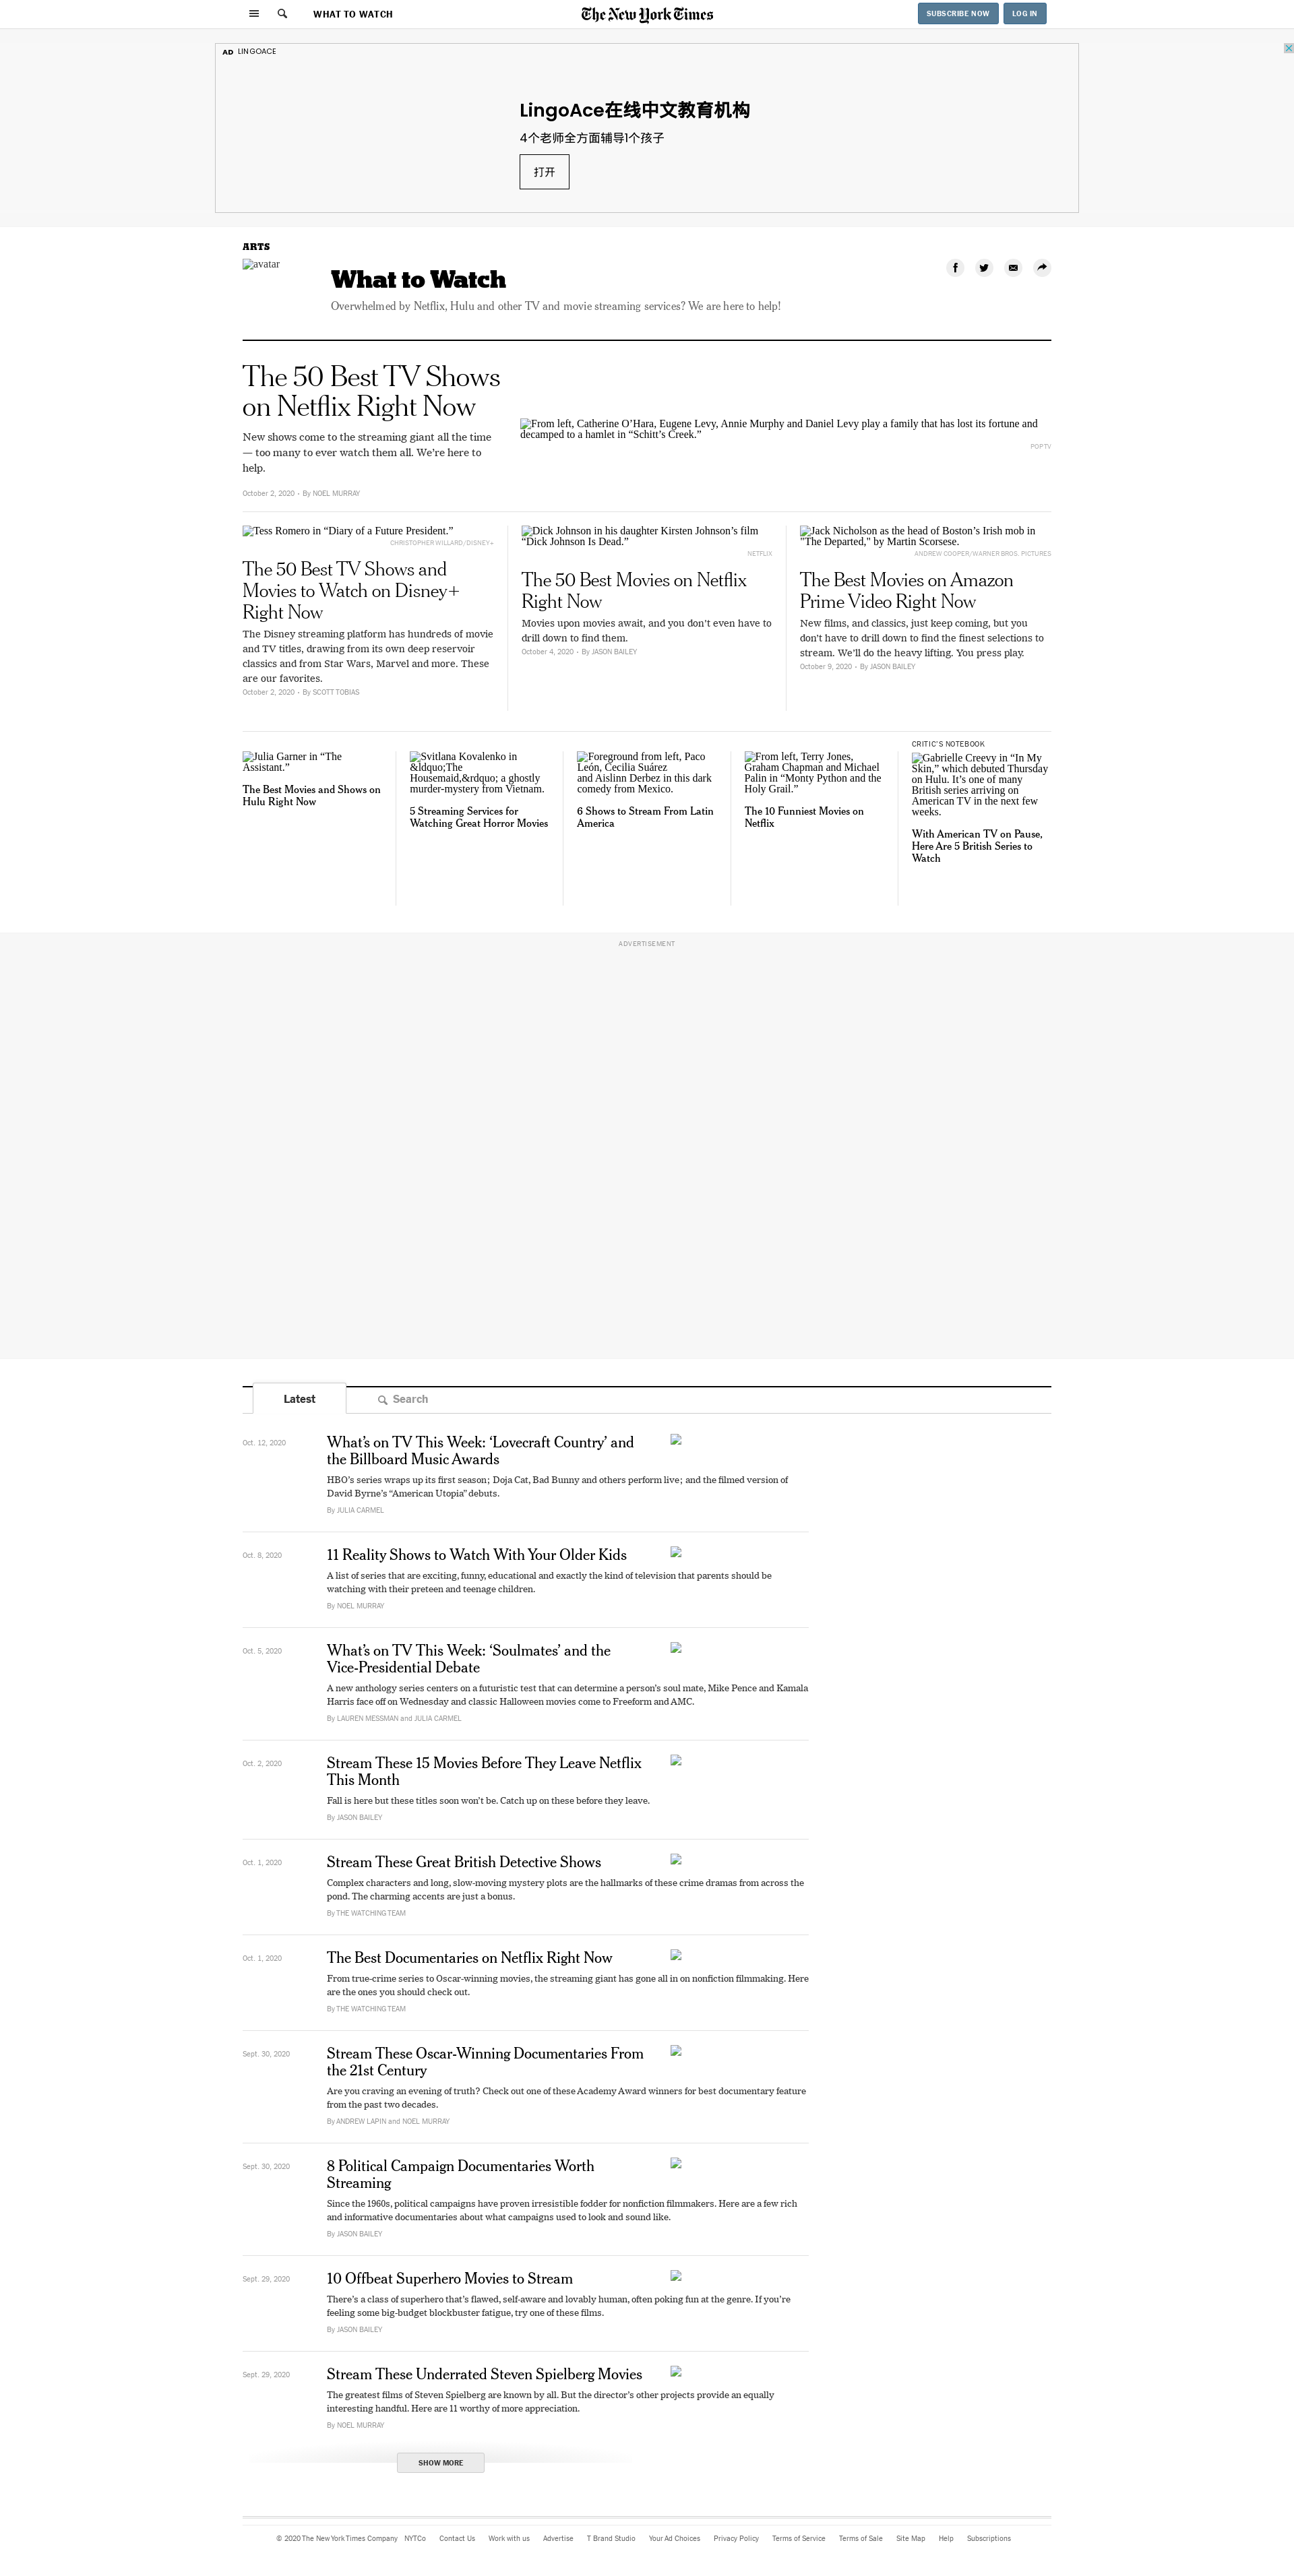 WHAT TO WATCH
The New York Times
SUBSCRIBE NOW
LOG IN
AD LINGOACE
LingoAce在线中文教育机构
4个老师全方面辅导1个孩子
打开
ARTS
avatar
What to Watch
Overwhelmed by Netflix, Hulu and other TV and movie streaming services? We are here to help!
The 50 Best TV Shows
on Netflix Right Now
New shows come to the streaming giant all the time
— too many to ever watch them all. We’re here to
help.
October 2, 2020 • By NOEL MURRAY
From left, Catherine O’Hara, Eugene Levy, Annie Murphy and Daniel Levy play a family that has lost its fortune and
decamped to a hamlet in “Schitt’s Creek.”
POP TV
Tess Romero in “Diary of a Future President.”
CHRISTOPHER WILLARD/DISNEY+
The 50 Best TV Shows and
Movies to Watch on Disney+
Right Now
The Disney streaming platform has hundreds of movie
and TV titles, drawing from its own deep reservoir
classics and from Star Wars, Marvel and more. These
are our favorites.
October 2, 2020 • By SCOTT TOBIAS
Dick Johnson in his daughter Kirsten Johnson’s film
“Dick Johnson Is Dead.”
NETFLIX
The 50 Best Movies on Netflix
Right Now
Movies upon movies await, and you don’t even have to
drill down to find them.
October 4, 2020 • By JASON BAILEY
Jack Nicholson as the head of Boston’s Irish mob in
"The Departed," by Martin Scorsese.
ANDREW COOPER/WARNER BROS. PICTURES
The Best Movies on Amazon
Prime Video Right Now
New films, and classics, just keep coming, but you
don’t have to drill down to find the finest selections to
stream. We’ll do the heavy lifting. You press play.
October 9, 2020 • By JASON BAILEY
Julia Garner in “The
Assistant.”
The Best Movies and Shows on
Hulu Right Now
Svitlana Kovalenko in
&ldquo;The
Housemaid,&rdquo; a ghostly
murder-mystery from Vietnam.
5 Streaming Services for
Watching Great Horror Movies
Foreground from left, Paco
León, Cecilia Suárez
and Aislinn Derbez in this dark
comedy from Mexico.
6 Shows to Stream From Latin
America
From left, Terry Jones,
Graham Chapman and Michael
Palin in “Monty Python and the
Holy Grail.”
The 10 Funniest Movies on
Netflix
CRITIC’S NOTEBOOK
Gabrielle Creevy in “In My
Skin,” which debuted Thursday
on Hulu. It’s one of many
British series arriving on
American TV in the next few
weeks.
With American TV on Pause,
Here Are 5 British Series to
Watch
ADVERTISEMENT
Latest
Search
Oct. 12, 2020
What’s on TV This Week: ‘Lovecraft Country’ and
the Billboard Music Awards
HBO’s series wraps up its first season; Doja Cat, Bad Bunny and others perform live; and the filmed version of
David Byrne’s “American Utopia” debuts.
By JULIA CARMEL
Oct. 8, 2020
11 Reality Shows to Watch With Your Older Kids
A list of series that are exciting, funny, educational and exactly the kind of television that parents should be
watching with their preteen and teenage children.
By NOEL MURRAY
Oct. 5, 2020
What’s on TV This Week: ‘Soulmates’ and the
Vice-Presidential Debate
A new anthology series centers on a futuristic test that can determine a person’s soul mate, Mike Pence and Kamala
Harris face off on Wednesday and classic Halloween movies come to Freeform and AMC.
By LAUREN MESSMAN and JULIA CARMEL
Oct. 2, 2020
Stream These 15 Movies Before They Leave Netflix
This Month
Fall is here but these titles soon won’t be. Catch up on these before they leave.
By JASON BAILEY
Oct. 1, 2020
Stream These Great British Detective Shows
Complex characters and long, slow-moving mystery plots are the hallmarks of these crime dramas from across the
pond. The charming accents are just a bonus.
By THE WATCHING TEAM
Oct. 1, 2020
The Best Documentaries on Netflix Right Now
From true-crime series to Oscar-winning movies, the streaming giant has gone all in on nonfiction filmmaking. Here
are the ones you should check out.
By THE WATCHING TEAM
Sept. 30, 2020
Stream These Oscar-Winning Documentaries From
the 21st Century
Are you craving an evening of truth? Check out one of these Academy Award winners for best documentary feature
from the past two decades.
By ANDREW LAPIN and NOEL MURRAY
Sept. 30, 2020
8 Political Campaign Documentaries Worth
Streaming
Since the 1960s, political campaigns have proven irresistible fodder for nonfiction filmmakers. Here are a few rich
and informative documentaries about what campaigns used to look and sound like.
By JASON BAILEY
Sept. 29, 2020
10 Offbeat Superhero Movies to Stream
There’s a class of superhero that’s flawed, self-aware and lovably human, often poking fun at the genre. If you’re
feeling some big-budget blockbuster fatigue, try one of these films.
By JASON BAILEY
Sept. 29, 2020
Stream These Underrated Steven Spielberg Movies
The greatest films of Steven Spielberg are known by all. But the director’s other projects provide an equally
interesting handful. Here are 11 worthy of more appreciation.
By NOEL MURRAY
SHOW MORE
© 2020 The New York Times Company NYTCo Contact Us Work with us Advertise T Brand Studio Your Ad Choices Privacy Policy Terms of Service Terms of Sale Site Map Help Subscriptions